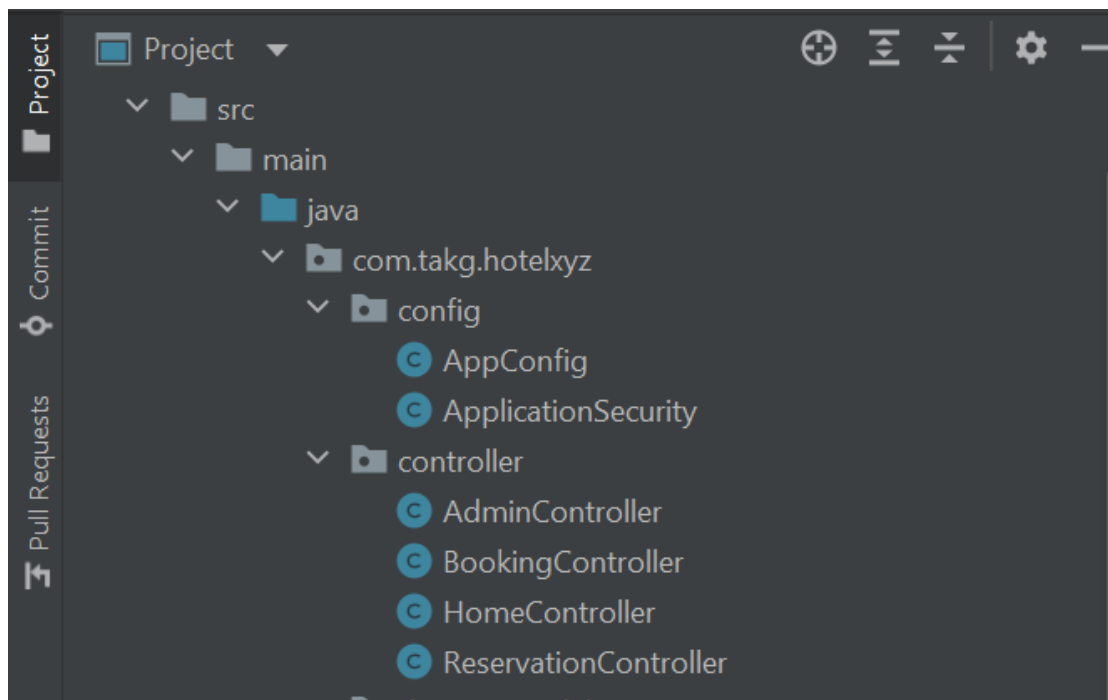 Project
Commit
Pull Requests
Project
src
main
java
com.takg.hotelxyz
config
AppConfig
ApplicationSecurity
controller
AdminController
BookingController
HomeController
ReservationController